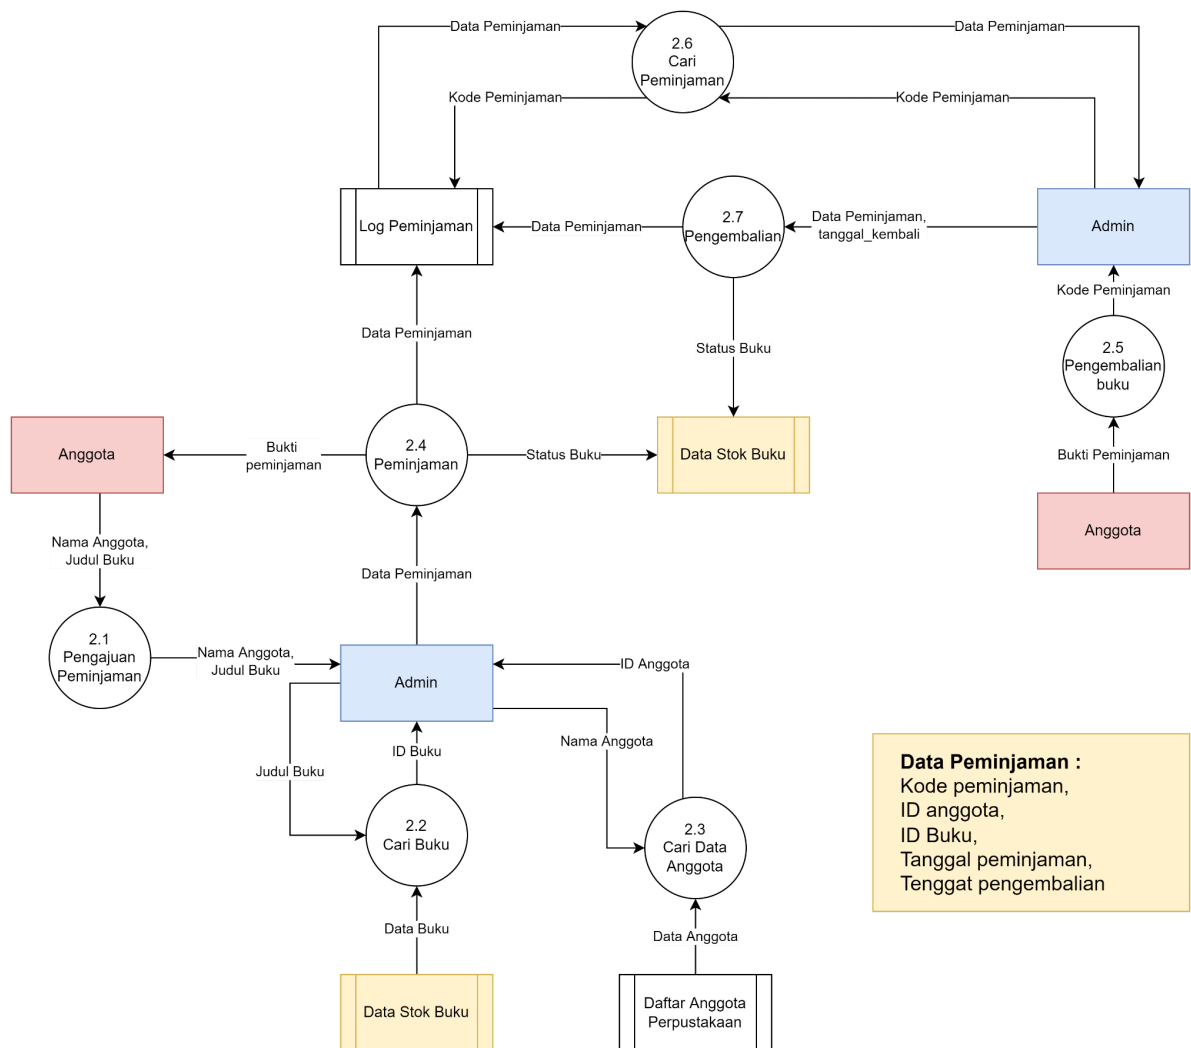 Data Peminjaman
Data Peminjaman
2.6
Cari
Peminjaman
Kode Peminjaman
Kode Peminjaman
Log Peminjaman
Data Peminjaman
2.7
Pengembalian
Data Peminjaman,
tanggal_kembali
Admin
Kode Peminjaman
Data Peminjaman
Status Buku
2.5
Pengembalian
buku
Anggota
Bukti
peminjaman
2.4
Peminjaman
Status Buku
Data Stok Buku
Bukti Peminjaman
Anggota
Nama Anggota,
Judul Buku
Data Peminjaman
2.1
Pengajuan
Peminjaman
Nama Anggota,
Judul Buku
Admin
ID Anggota
Nama Anggota
ID Buku
Judul Buku
2.2
Cari Buku
2.3
Cari Data
Anggota
Data Peminjaman :
Kode peminjaman,
ID anggota,
ID Buku,
Tanggal peminjaman,
Tenggat pengembalian
Data Buku
Data Anggota
Data Stok Buku
Daftar Anggota
Perpustakaan